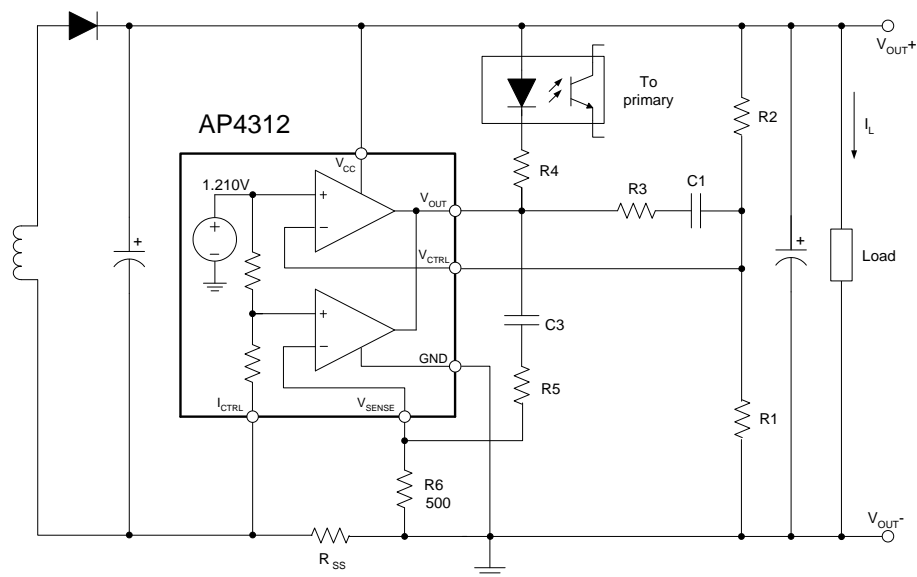 V_OUT+
To
primary
R2
I_L
AP4312
R4
V_CC
1.210V
R3
C1
+
V_OUT
+
+
+
−
−
V_CTRL
Load
+
C3
−
GND
R5
I_CTRL
V_SENSE
R1
R6
500
V_OUT-
R_SS